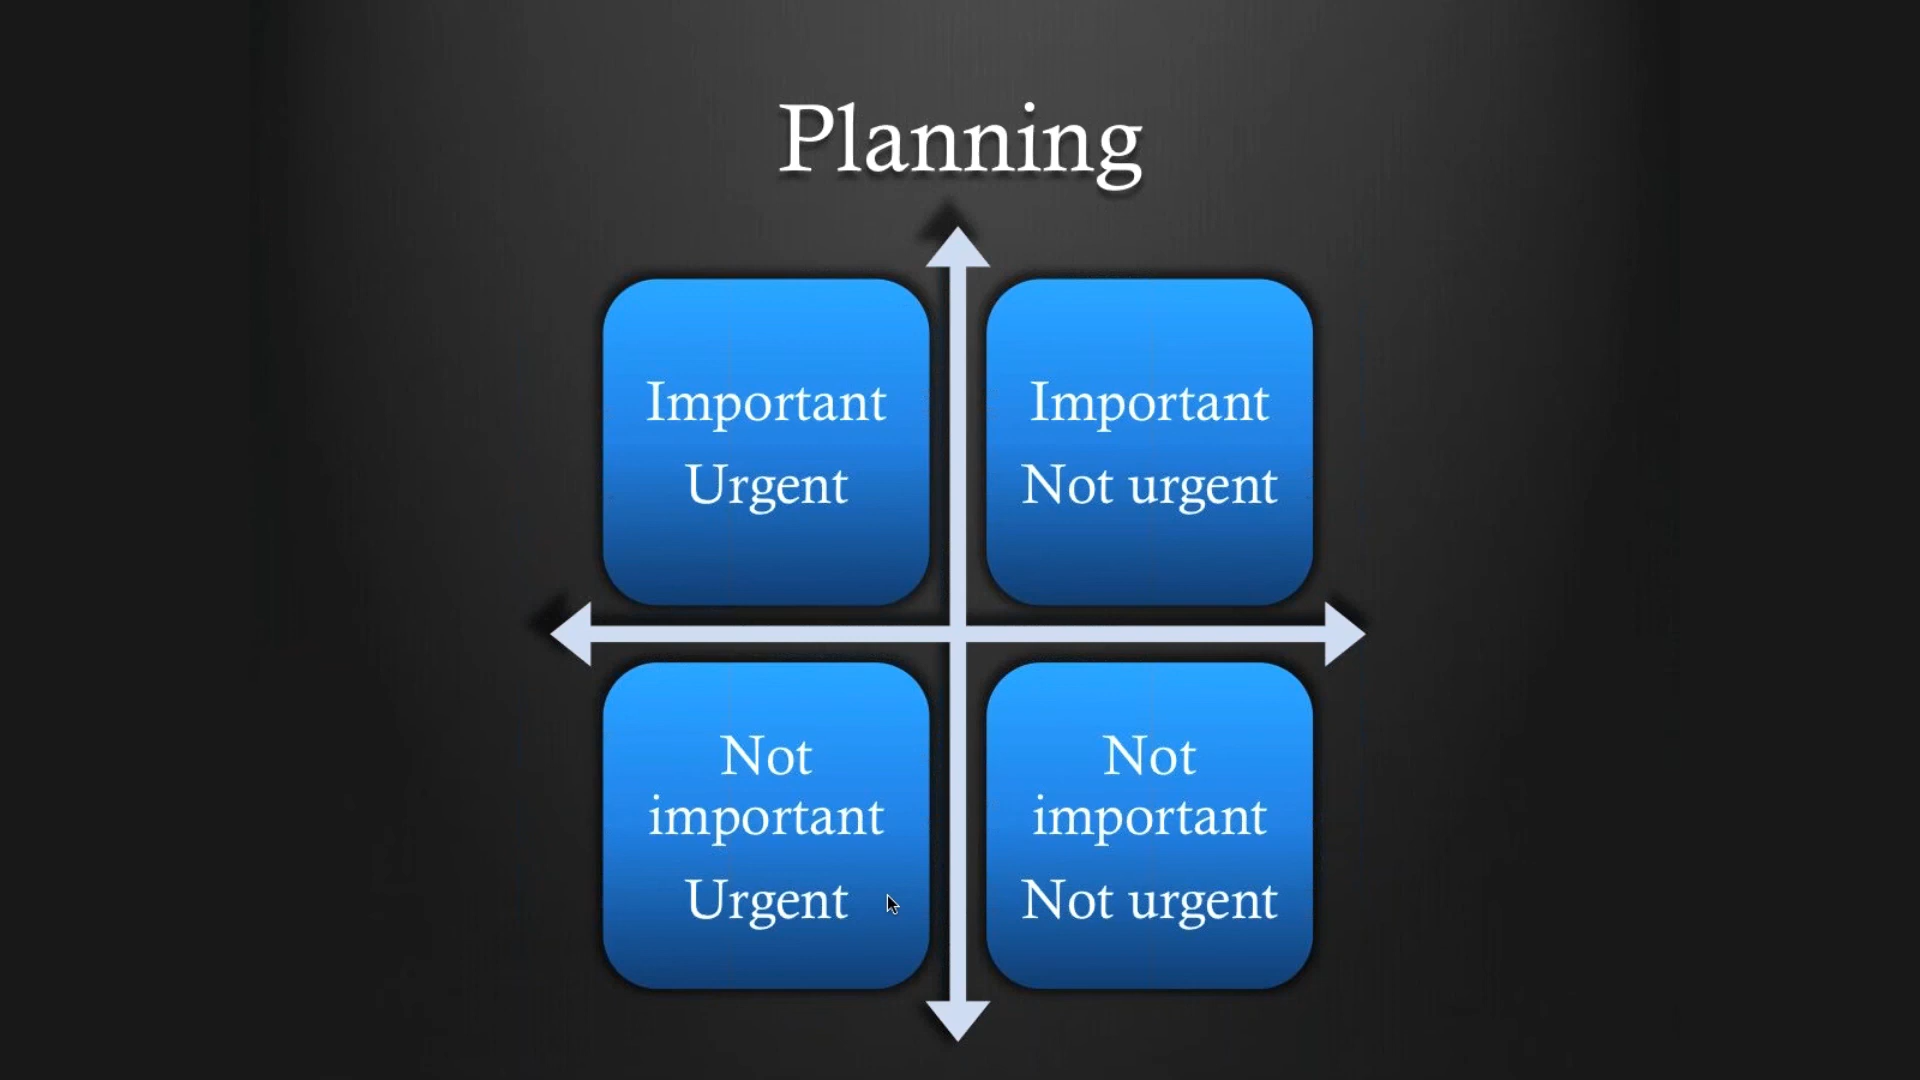 Planning
Important
Urgent
Important
Not urgent
Not
important
Urgent
Not
important
Not urgent